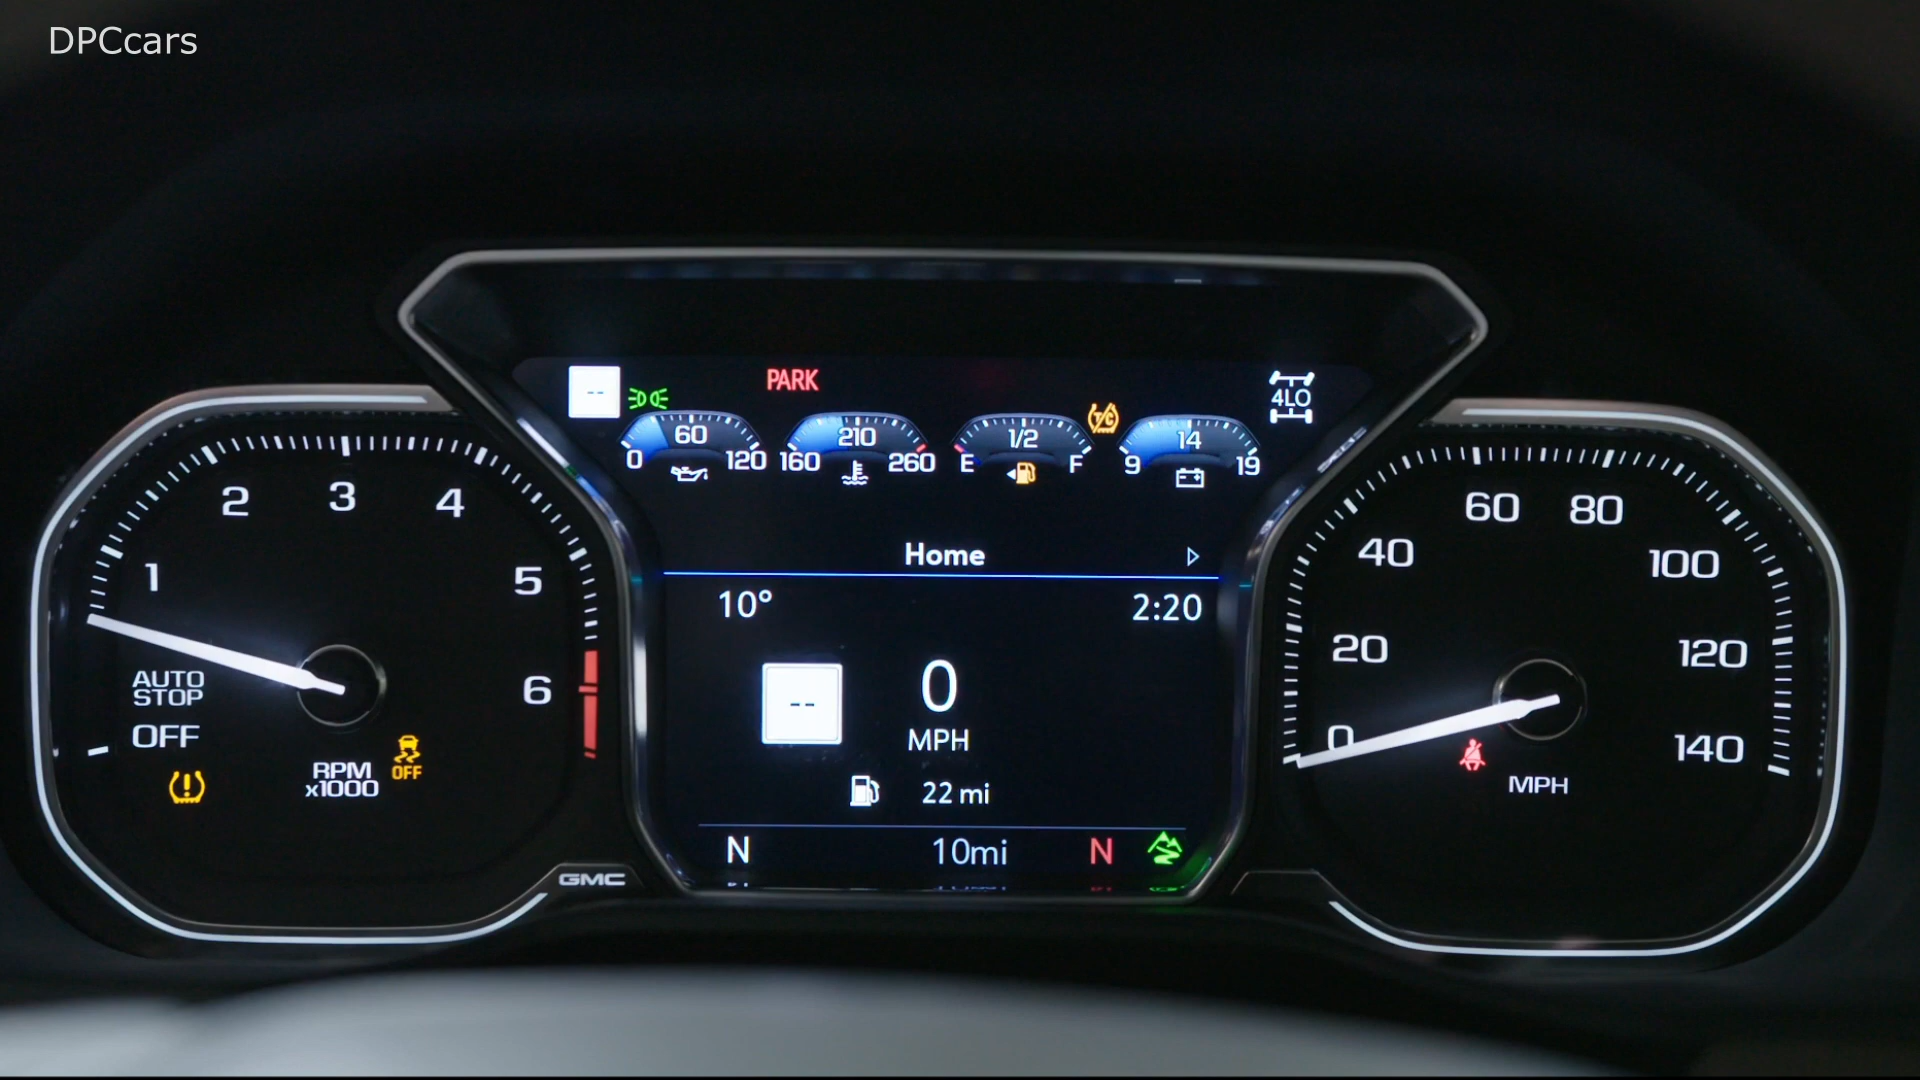 DPCcars
--
PARK
4LO
T/C
0 60 120
160 210 260
E 1/2 F
9 14 19
1 2 3 4 5 6
AUTO
STOP
OFF
RPM
x1000
OFF
GMC
Home
10° 2:20
--
0
MPH
22 mi
N 10mi N
0 20 40 60 80 100 120 140
MPH